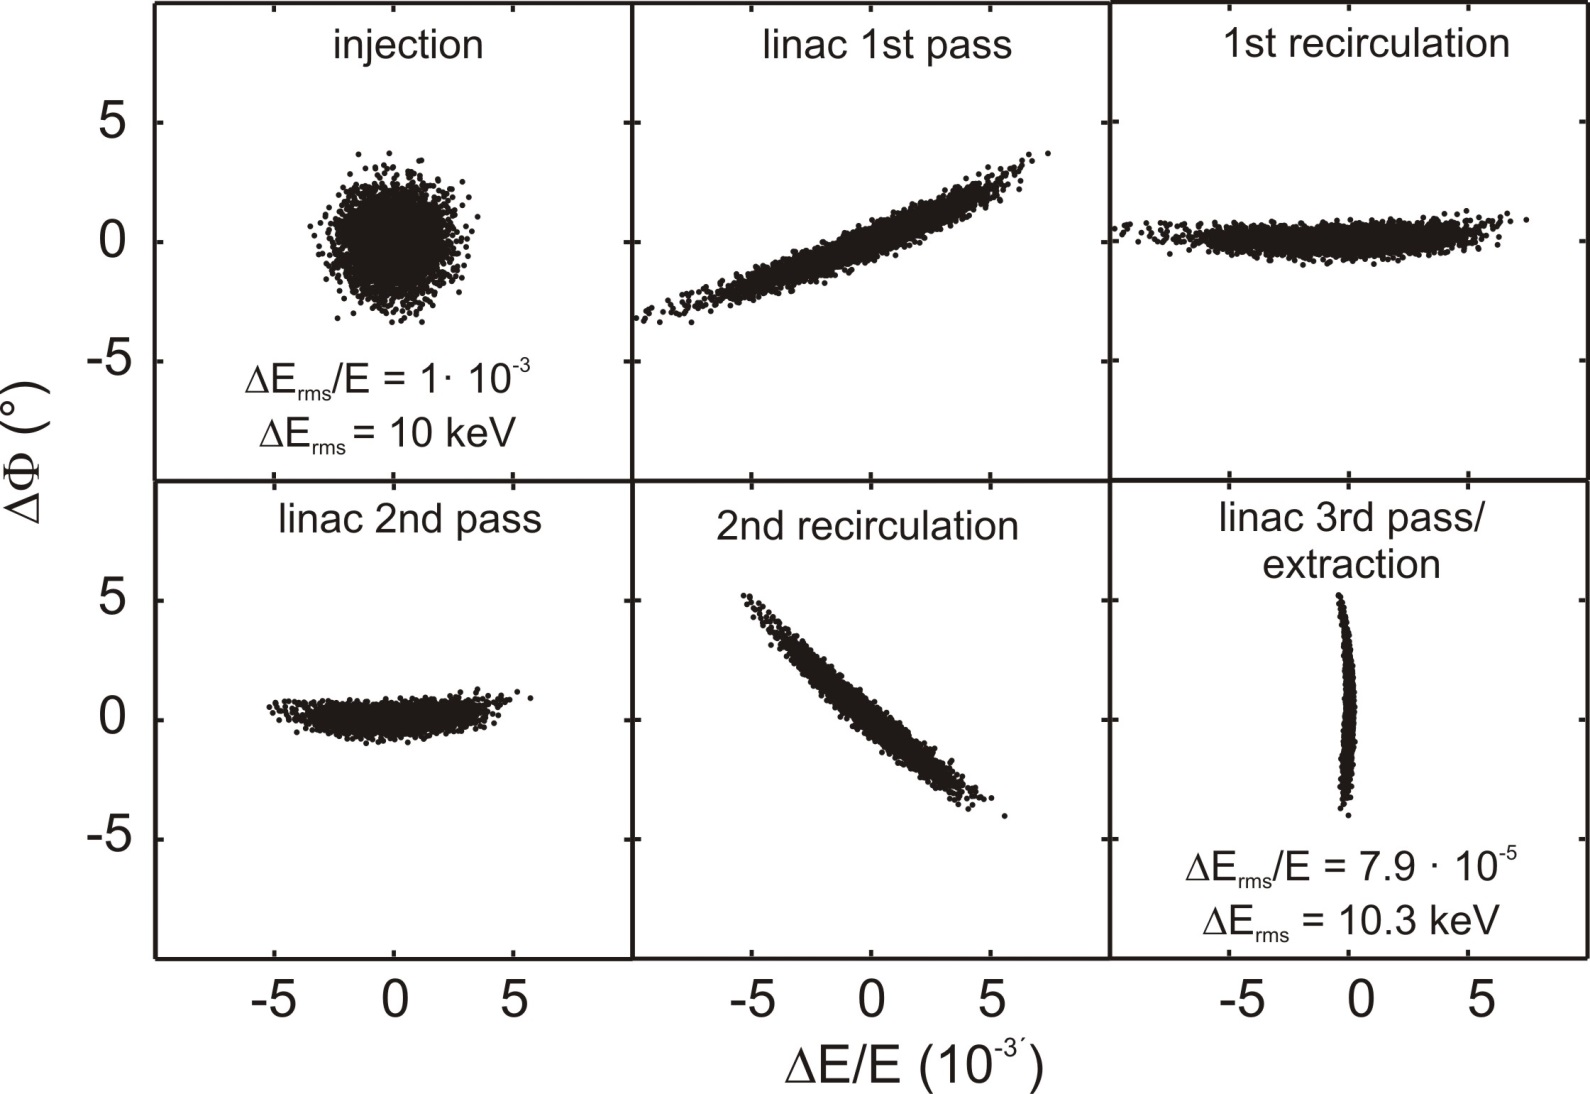 injection
linac 1st pass
1st recirculation
5
0
-5
ΔErms/E = 1· 10-3
ΔErms = 10 keV
ΔΦ (°)
linac 2nd pass
2nd recirculation
linac 3rd pass/
extraction
5
0
-5
ΔErms/E = 7.9 · 10-5
ΔErms = 10.3 keV
-5 0 5 -5 0 5 -5 0 5
ΔE/E (10-3´)